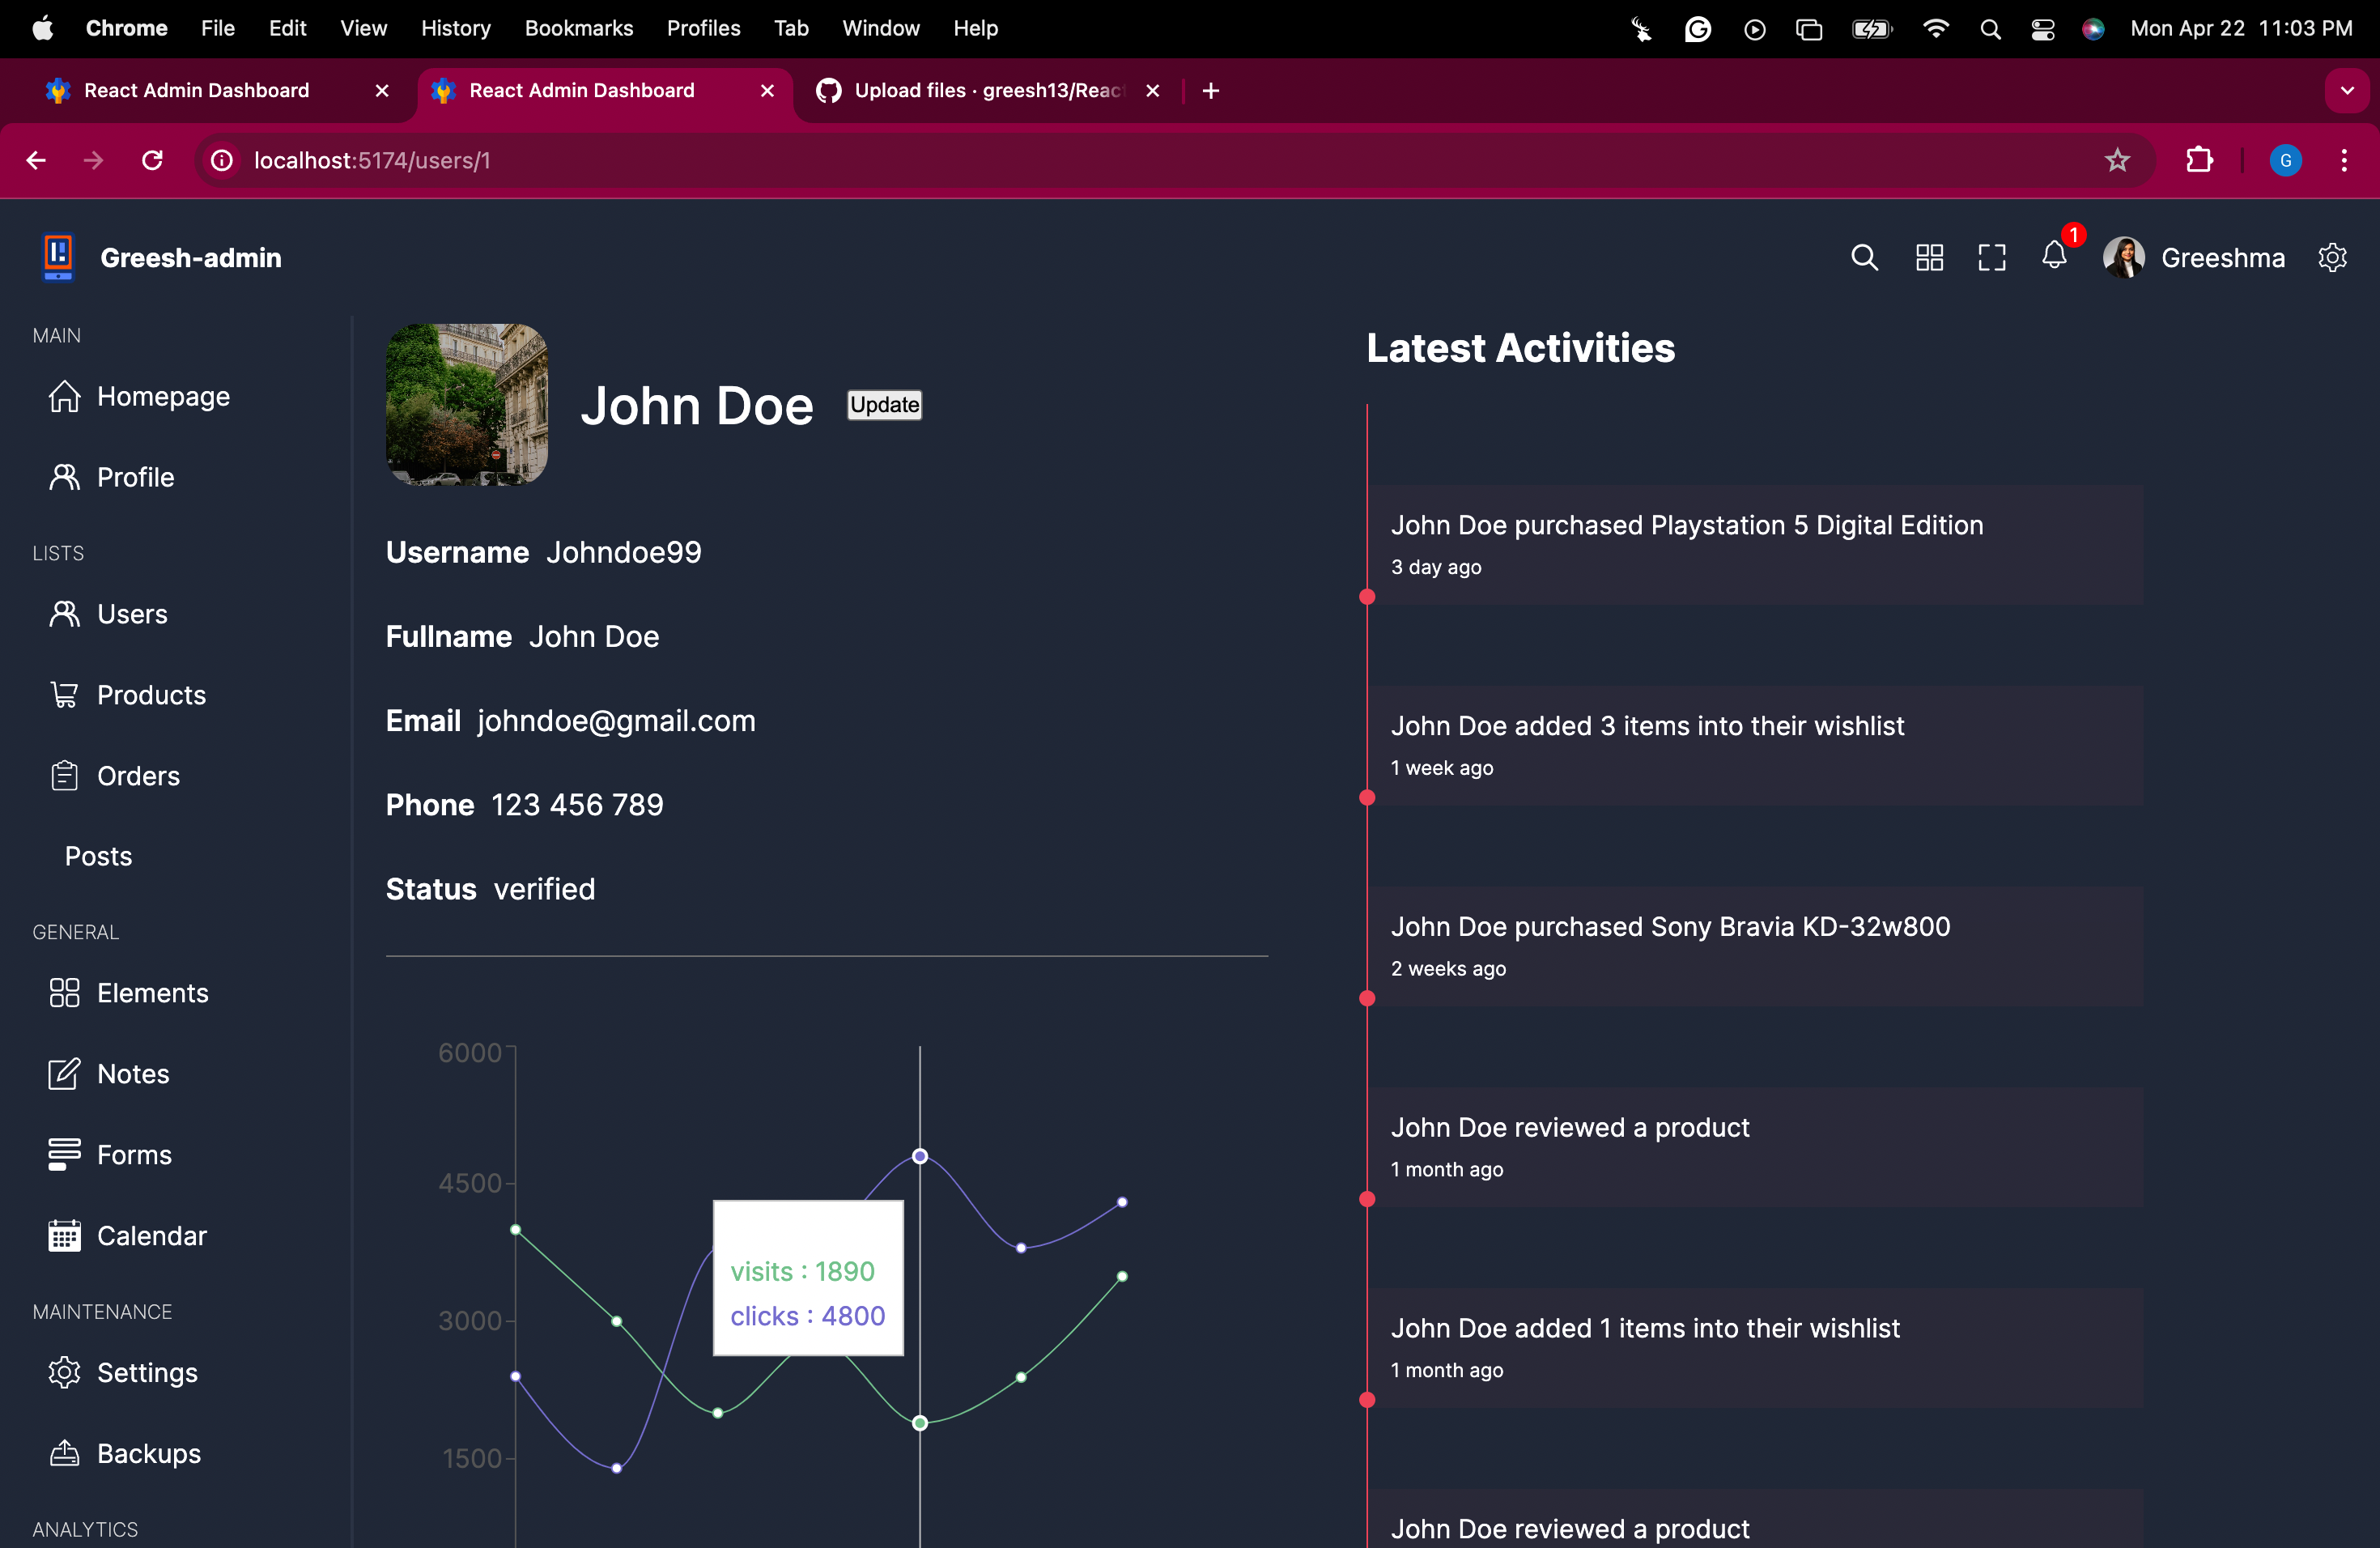 Chrome File Edit View History Bookmarks Profiles Tab Window Help Mon Apr 22 11:03 PM
React Admin Dashboard React Admin Dashboard Upload files · greesh13/Reac
localhost:5174/users/1 G
Greesh-admin 1 Greeshma
MAIN
Homepage
Profile
LISTS
Users
Products
Orders
Posts
GENERAL
Elements
Notes
Forms
Calendar
MAINTENANCE
Settings
Backups
ANALYTICS
John Doe Update
Username Johndoe99
Fullname John Doe
Email johndoe@gmail.com
Phone 123 456 789
Status verified
6000
4500
3000
1500
visits : 1890
clicks : 4800
Latest Activities
John Doe purchased Playstation 5 Digital Edition
3 day ago
John Doe added 3 items into their wishlist
1 week ago
John Doe purchased Sony Bravia KD-32w800
2 weeks ago
John Doe reviewed a product
1 month ago
John Doe added 1 items into their wishlist
1 month ago
John Doe reviewed a product